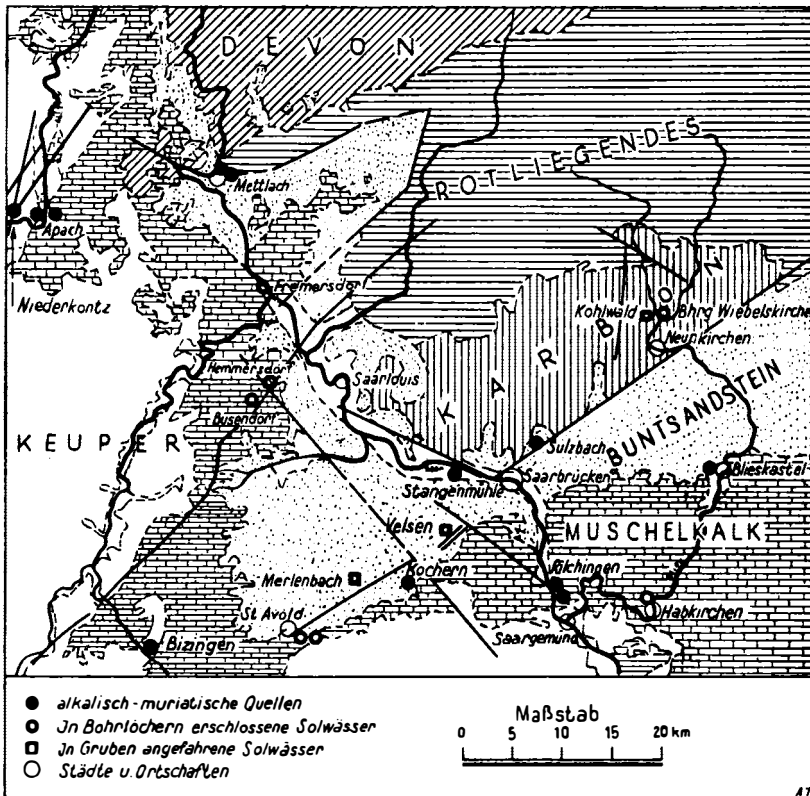 DEVON
ROTLIEGENDES
Mettlach
Apach
Niederkontz
Fremersdorf
Kohlwald
Bhrg Wiebelskirche
Neunkirchen
KARBON
Hemmersdorf
Saarlouis
Busendorf
BUNTSANDSTEIN
KEUPER
Sulzbach
Saarbrücken
Blieskastel
Stangenmühle
Velsen
MUSCHELKALK
Merlenbach
Kochern
Rilchingen
St Avold
Habkirchen
Saargemünd
Bizingen
alkalisch-muriatische Quellen
Jn Bohrlöchern erschlossene Solwässer
Jn Gruben angefahrene Solwässer
Städte u. Ortschaften
Maßstab
0 5 10 15 20 km